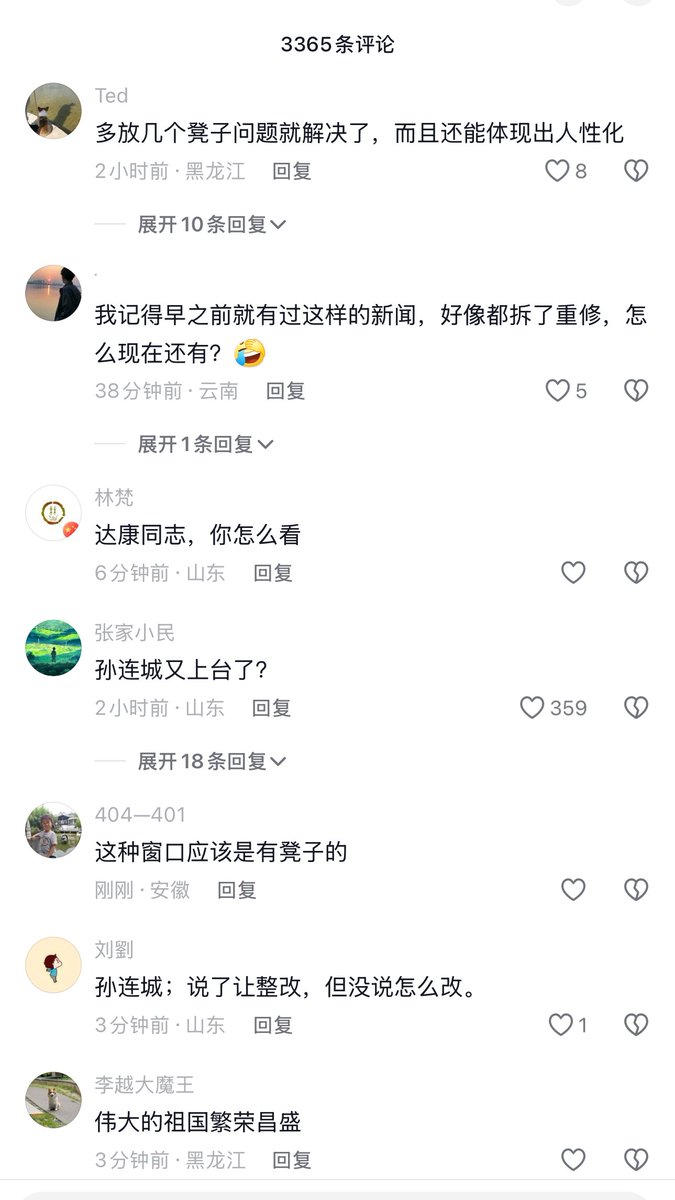 3365条评论
Ted
多放几个凳子问题就解决了，而且还能体现出人性化
2小时前·黑龙江 回复 8
展开10条回复
.
我记得早之前就有过这样的新闻，好像都拆了重修，怎
么现在还有？🤣
38分钟前·云南 回复 5
展开1条回复
林梵
达康同志，你怎么看
6分钟前·山东 回复
张家小民
孙连城又上台了？
2小时前·山东 回复 359
展开18条回复
404—401
这种窗口应该是有凳子的
刚刚·安徽 回复
刘劉
孙连城；说了让整改，但没说怎么改。
3分钟前·山东 回复 1
李越大魔王
伟大的祖国繁荣昌盛
3分钟前·黑龙江 回复